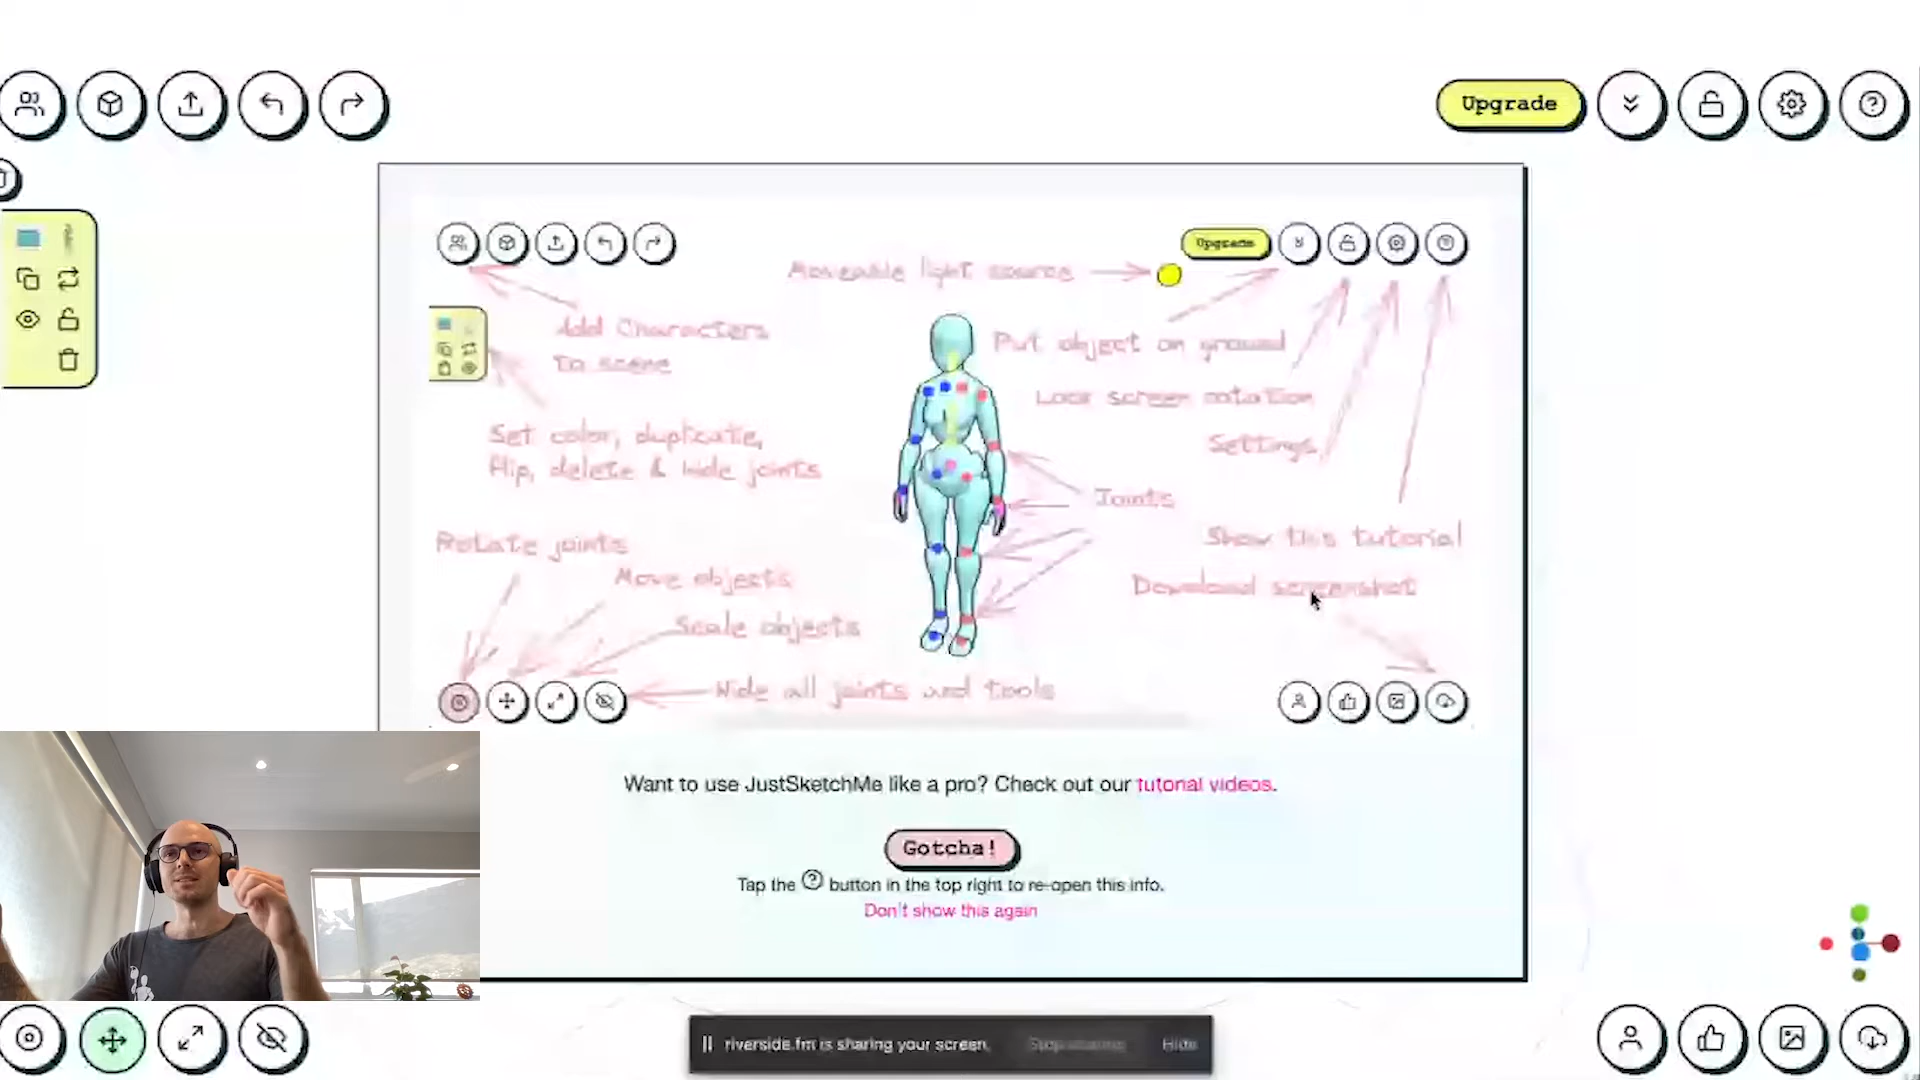 Upgrade
Upgrade
Moveable light source
Add Characters
to scene
Put object on ground
Lock screen rotation
Set color, duplicate,
flip, delete & hide joints
Settings
Joints
Rotate joints
Show this tutorial
Move objects
Download screenshot
Scale objects
Hide all joints and tools
Want to use JustSketchMe like a pro? Check out our tutorial videos.
Gotcha!
Tap the ? button in the top right to re-open this info.
Don't show this again
riverside.fm is sharing your screen. Stop sharing Hide